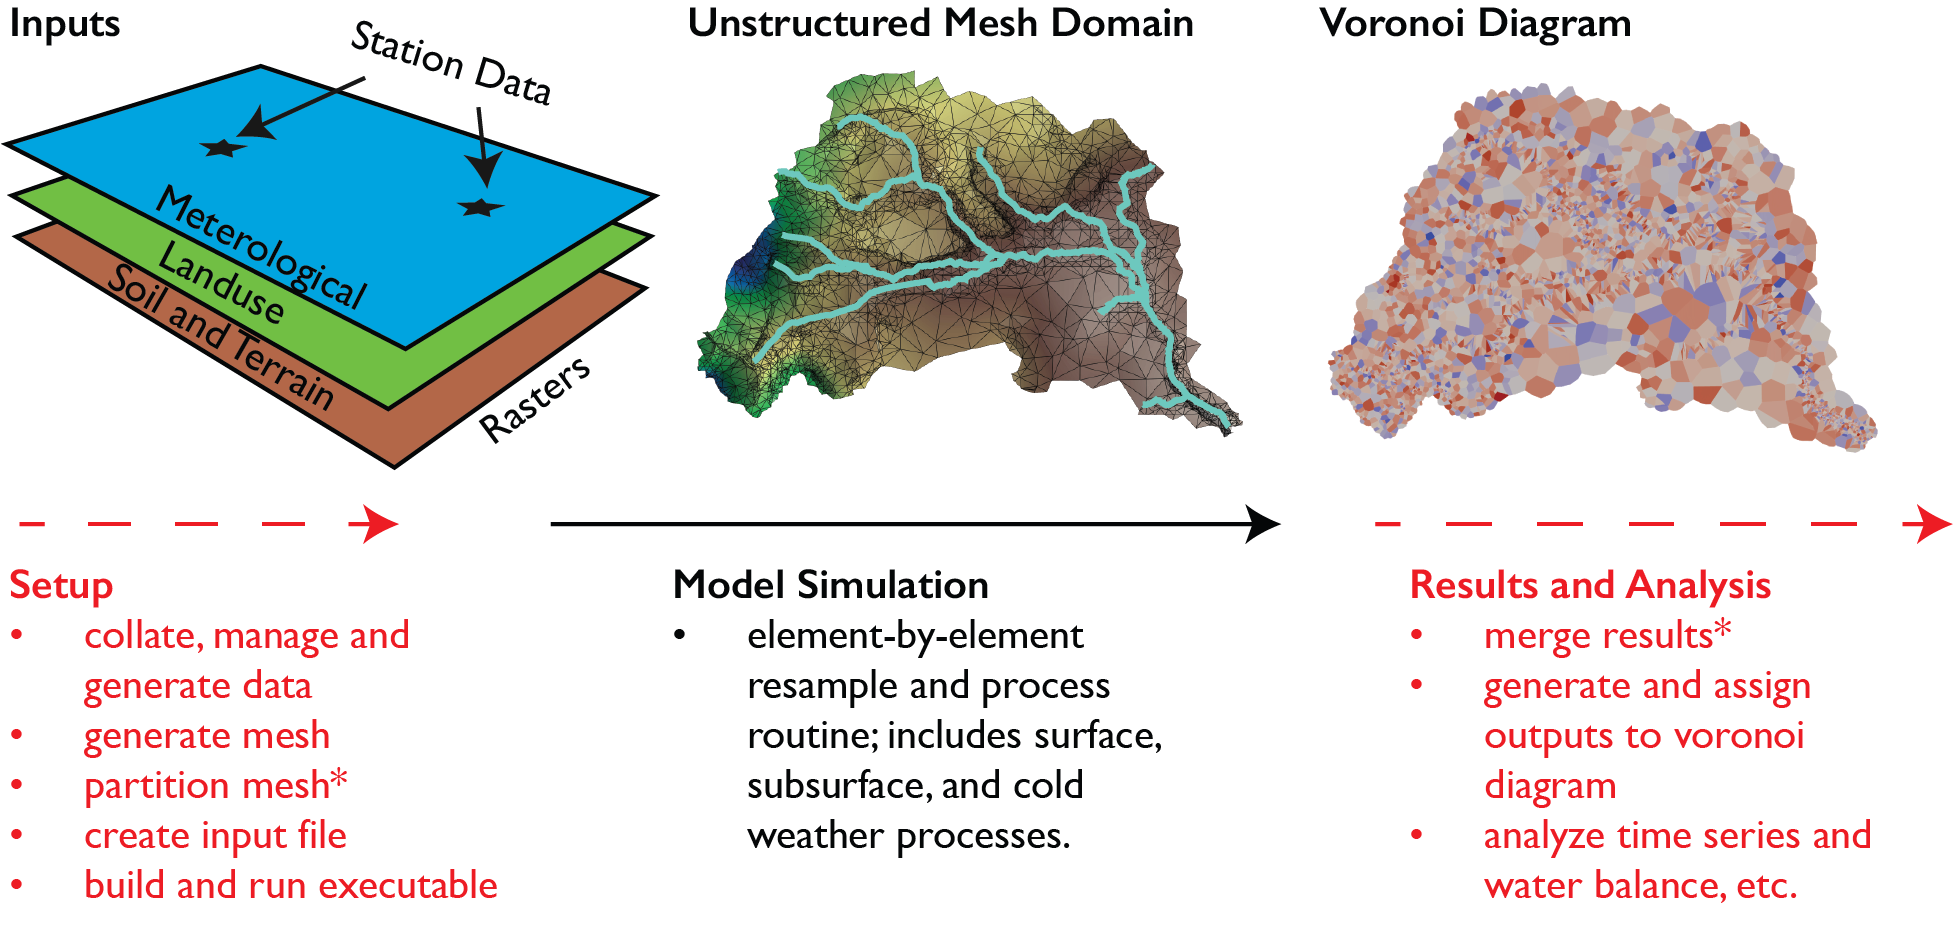 Inputs
Station Data
Meterological
Landuse
Soil and Terrain
Rasters
Unstructured Mesh Domain
Voronoi Diagram
Setup
• collate, manage and
generate data
• generate mesh
• partition mesh*
• create input file
• build and run executable
Model Simulation
• element-by-element
resample and process
routine; includes surface,
subsurface, and cold
weather processes.
Results and Analysis
• merge results*
• generate and assign
outputs to voronoi
diagram
• analyze time series and
water balance, etc.